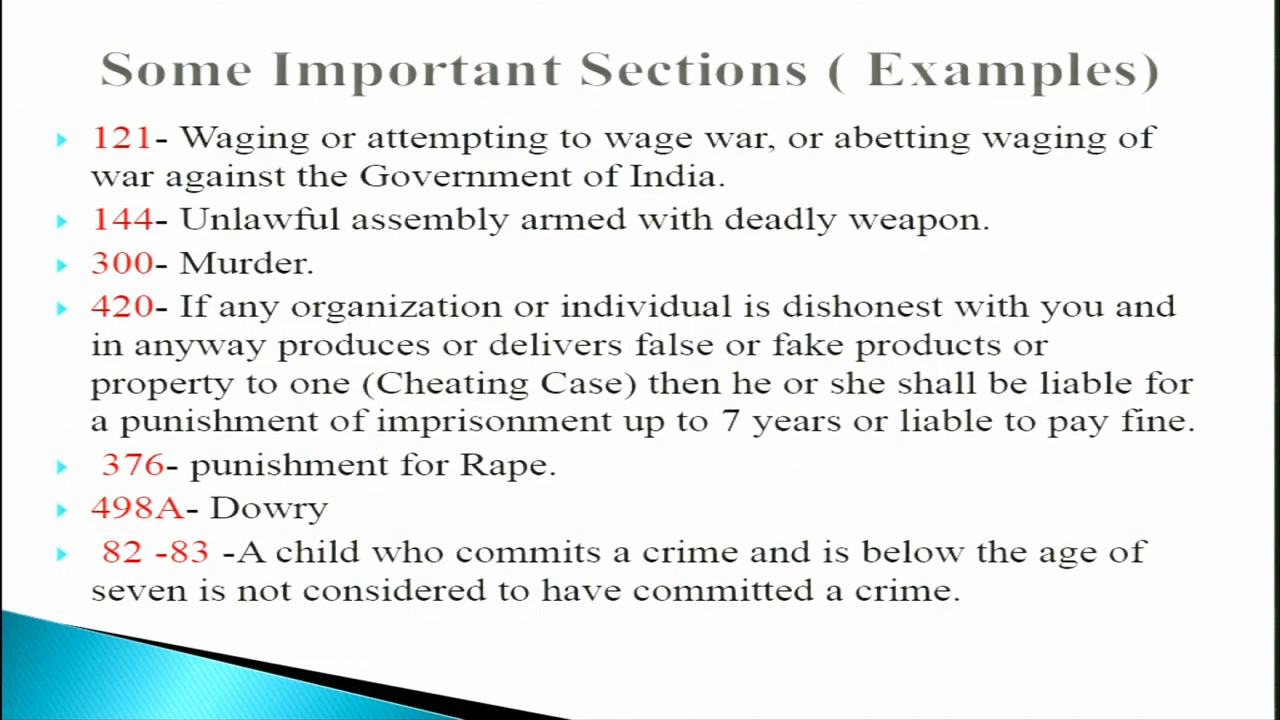 Some Important Sections ( Examples)
121- Waging or attempting to wage war, or abetting waging of
war against the Government of India.
144- Unlawful assembly armed with deadly weapon.
300- Murder.
420- If any organization or individual is dishonest with you and
in anyway produces or delivers false or fake products or
property to one (Cheating Case) then he or she shall be liable for
a punishment of imprisonment up to 7 years or liable to pay fine.
376- punishment for Rape.
498A- Dowry
82 -83 -A child who commits a crime and is below the age of
seven is not considered to have committed a crime.